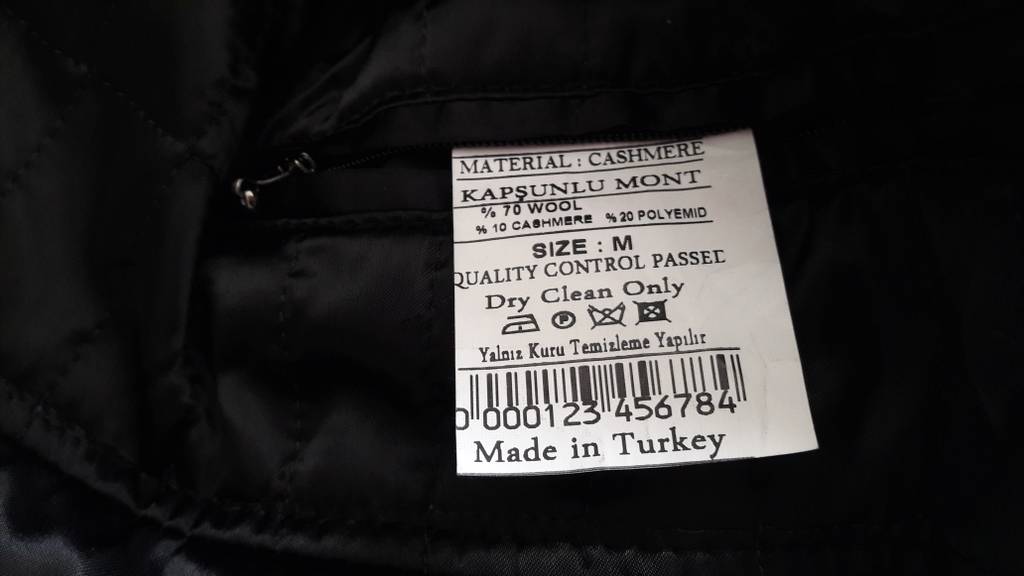 MATERIAL : CASHMERE
KAPŞUNLU MONT
% 70 WOOL
% 10 CASHMERE % 20 POLYEMID
SIZE : M
QUALITY CONTROL PASSED
Dry Clean Only
P
Yalnız Kuru Temizleme Yapılır
0 000123 456784
Made in Turkey